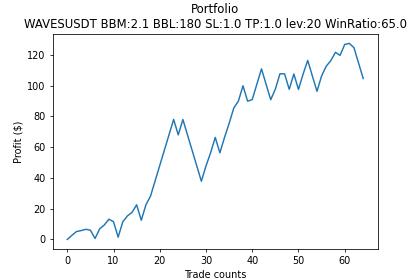 Portfolio
WAVESUSDT BBM:2.1 BBL:180 SL:1.0 TP:1.0 lev:20 WinRatio:65.0
120
100
80
60
40
20
0
Profit ($)
0 10 20 30 40 50 60
Trade counts